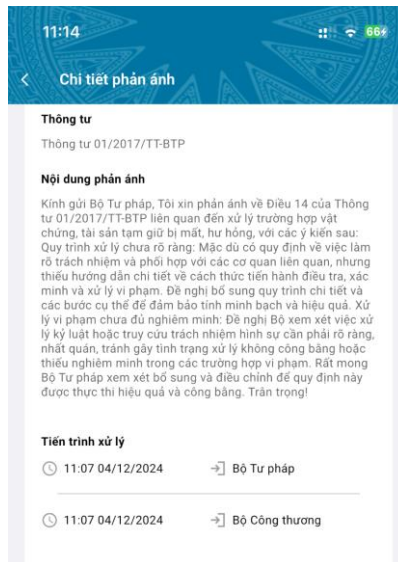 11:14
66
Chi tiết phản ánh
Thông tư
Thông tư 01/2017/TT-BTP
Nội dung phản ánh
Kính gửi Bộ Tư pháp, Tôi xin phản ánh về Điều 14 của Thông
tư 01/2017/TT-BTP liên quan đến xử lý trường hợp vật
chứng, tài sản tạm giữ bị mất, hư hỏng, với các ý kiến sau:
Quy trình xử lý chưa rõ ràng: Mặc dù có quy định về việc làm
rõ trách nhiệm và phối hợp với các cơ quan liên quan, nhưng
thiếu hướng dẫn chi tiết về cách thức tiến hành điều tra, xác
minh và xử lý vi phạm. Đề nghị bổ sung quy trình chi tiết và
các bước cụ thể để đảm bảo tính minh bạch và hiệu quả. Xử
lý vi phạm chưa đủ nghiêm minh: Đề nghị Bộ xem xét việc xử
lý kỷ luật hoặc truy cứu trách nhiệm hình sự cần phải rõ ràng,
nhất quán, tránh gây tình trạng xử lý không công bằng hoặc
thiếu nghiêm minh trong các trường hợp vi phạm. Rất mong
Bộ Tư pháp xem xét bổ sung và điều chỉnh để quy định này
được thực thi hiệu quả và công bằng. Trân trọng!
Tiến trình xử lý
11:07 04/12/2024 Bộ Tư pháp
11:07 04/12/2024 Bộ Công thương